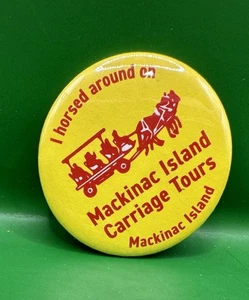 I horsed around on
Mackinac Island
Carriage Tours
Mackinac Island